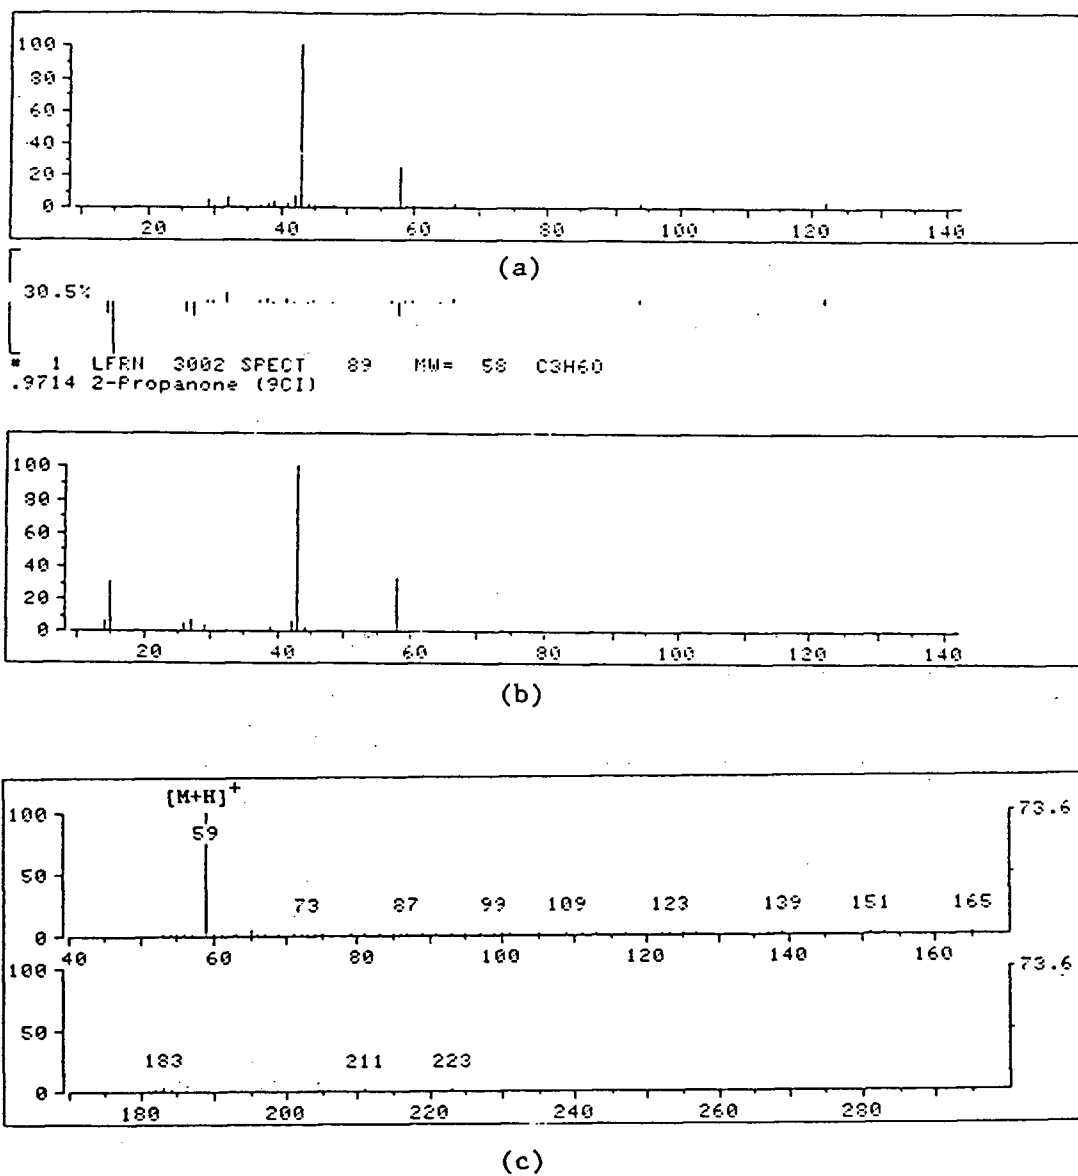 100
80
60
40
20
0
20 40 60 80 100 120 140
(a)
30.5%
# 1 LFRN 3002 SPECT 89 MW= 58 C3H6O
.9714 2-Propanone (9CI)
100
80
60
40
20
0
20 40 60 80 100 120 140
(b)
[M+H]+
100 73.6
59
50 73 87 99 109 123 139 151 165
0
40 60 80 100 120 140 160
100 73.6
50
183 211 223
0
180 200 220 240 260 280
(c)